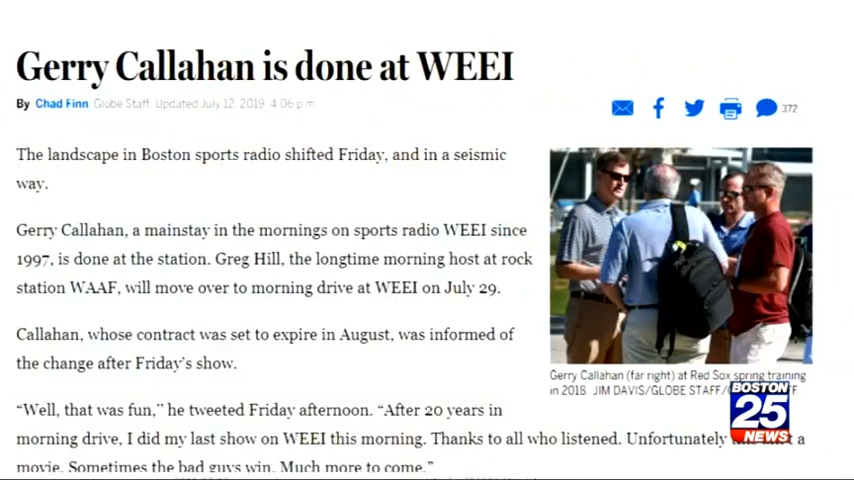 Gerry Callahan is done at WEEI
By Chad Finn Globe Staff Updated July 12, 2019 4:06 p.m.
372
The landscape in Boston sports radio shifted Friday, and in a seismic
way.
Gerry Callahan, a mainstay in the mornings on sports radio WEEI since
1997, is done at the station. Greg Hill, the longtime morning host at rock
station WAAF, will move over to morning drive at WEEI on July 29.
Callahan, whose contract was set to expire in August, was informed of
the change after Friday's show.
Gerry Callahan (far right) at Red Sox spring training
in 2018 JIM DAVIS/GLOBE STAFF/
“Well, that was fun,” he tweeted Friday afternoon. “After 20 years in
morning drive, I did my last show on WEEI this morning. Thanks to all who listened. Unfortunately a
movie. Sometimes the bad guys win. Much more to come.”
BOSTON
25
NEWS